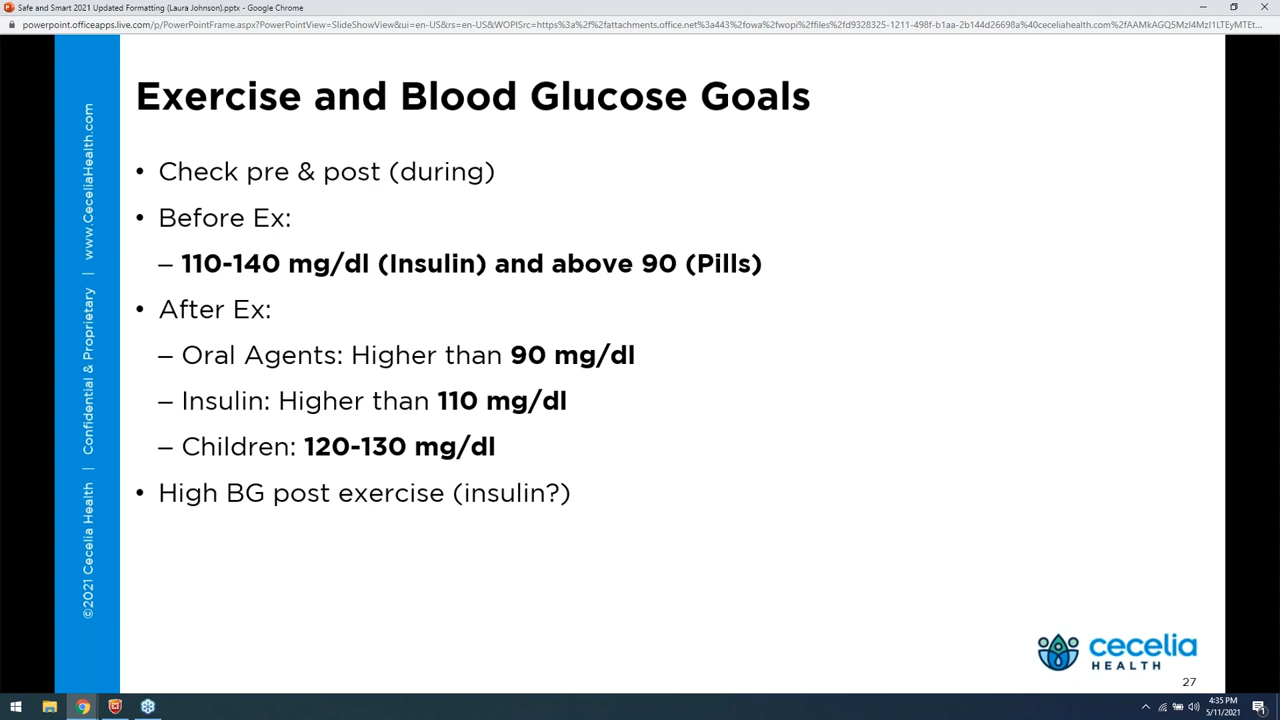 Safe and Smart 2021 Updated Formatting (Laura Johnson).pptx - Google Chrome
Exercise and Blood Glucose Goals
• Check pre & post (during)
• Before Ex:
– 110-140 mg/dl (Insulin) and above 90 (Pills)
• After Ex:
– Oral Agents: Higher than 90 mg/dl
– Insulin: Higher than 110 mg/dl
– Children: 120-130 mg/dl
• High BG post exercise (insulin?)
©2021 Cecelia Health | Confidential & Proprietary | www.CeceliaHealth.com
cecelia
HEALTH
27
4:35 PM
5/11/2021